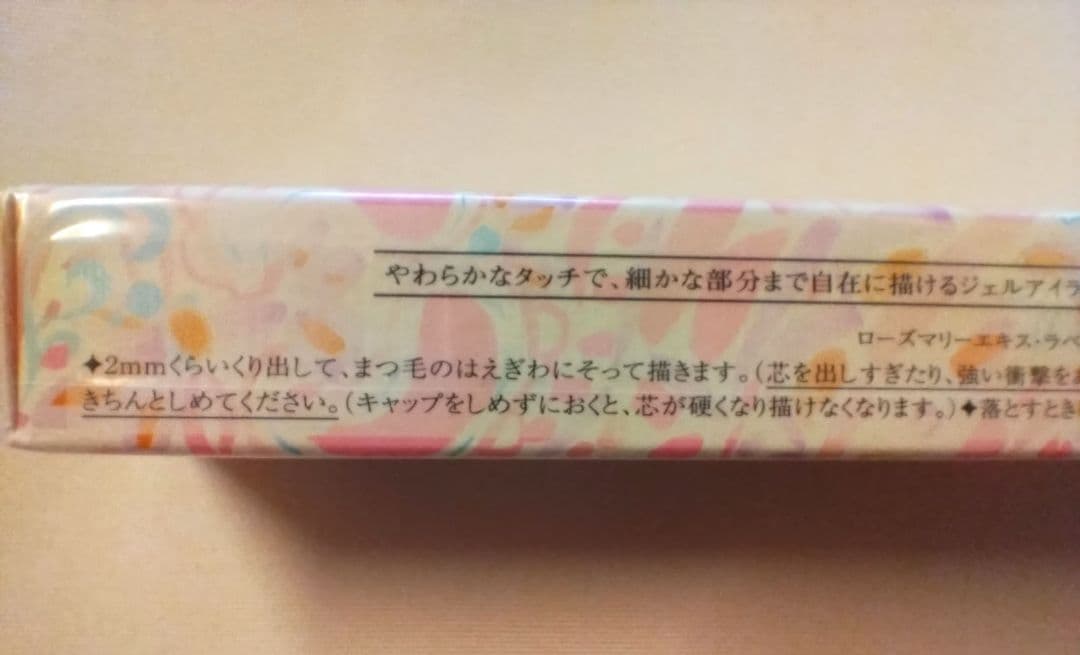 やわらかなタッチで、細かな部分まで自在に描けるジェルアイラ
ローズマリーエキス・ラベ
✦2mmくらいくり出して、まつ毛のはえぎわにそって描きます。(芯を出しすぎたり、強い衝撃を
きちんとしめてください。(キャップをしめずにおくと、芯が硬くなり描けなくなります。)✦落とすとき